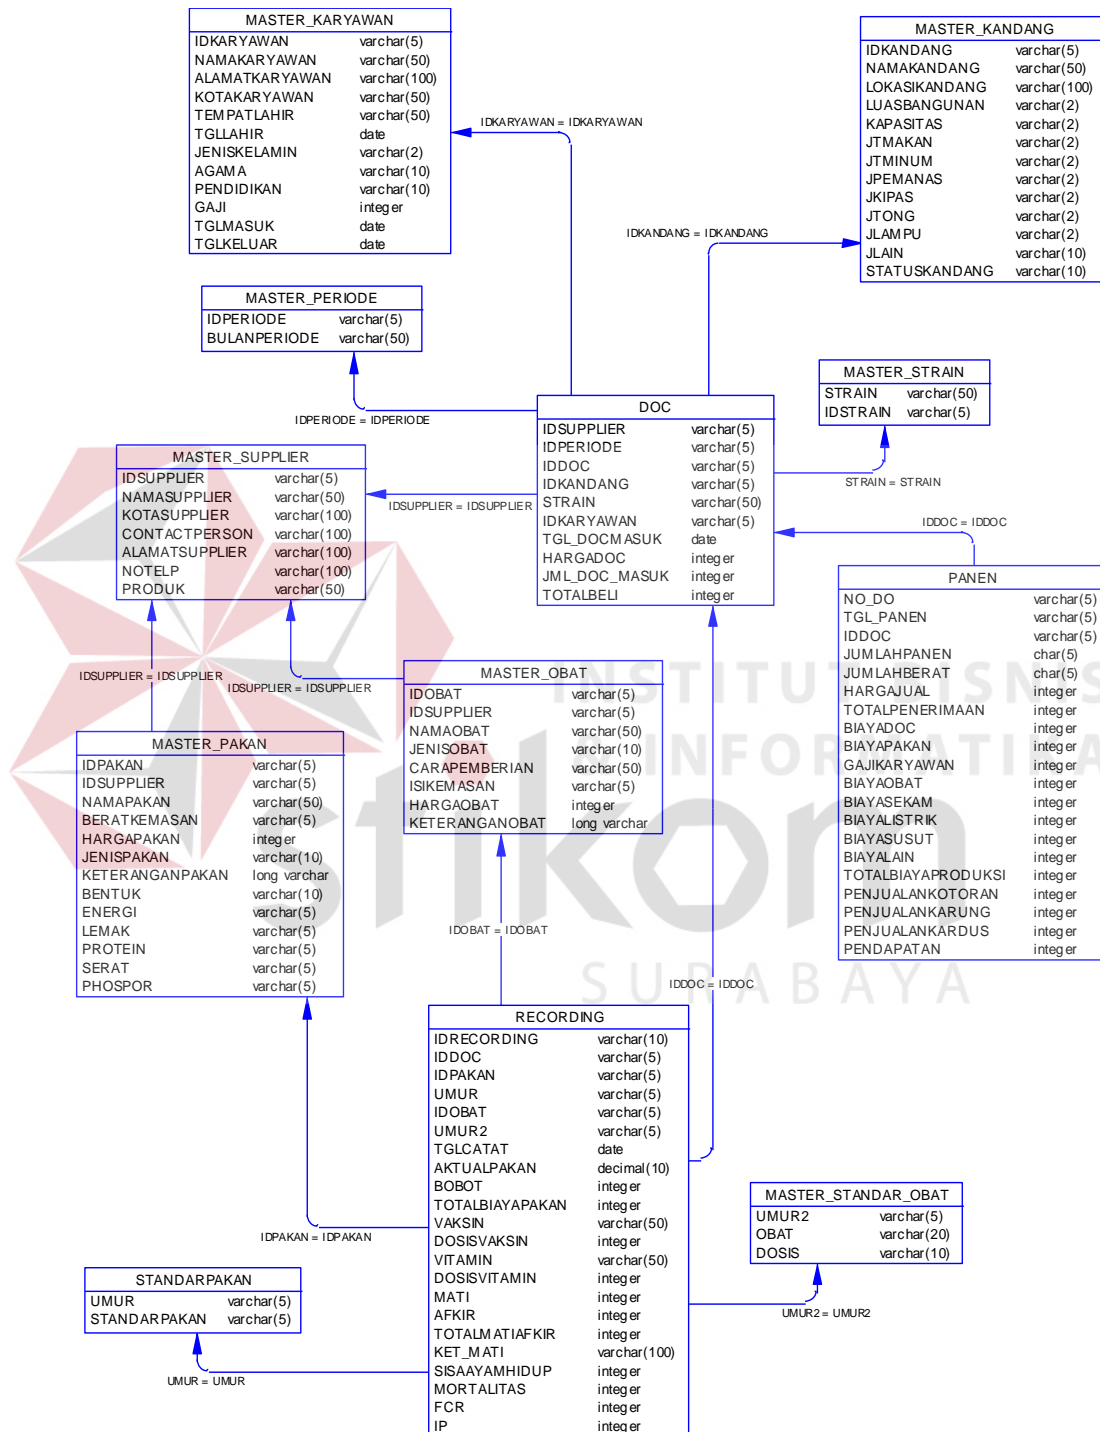 MASTER_KARYAWAN
IDKARYAWAN varchar(5)
NAMAKARYAWAN varchar(50)
ALAMATKARYAWAN varchar(100)
KOTAKARYAWAN varchar(50)
TEMPATLAHIR varchar(50)
TGLLAHIR date
JENISKELAMIN varchar(2)
AGAMA varchar(10)
PENDIDIKAN varchar(10)
GAJI integer
TGLMASUK date
TGLKELUAR date
MASTER_KANDANG
IDKANDANG varchar(5)
NAMAKANDANG varchar(50)
LOKASIKANDANG varchar(100)
LUASBANGUNAN varchar(2)
KAPASITAS varchar(2)
JTMAKAN varchar(2)
JTMINUM varchar(2)
JPEMANAS varchar(2)
JKIPAS varchar(2)
JTONG varchar(2)
JLAMPU varchar(2)
JLAIN varchar(10)
STATUSKANDANG varchar(10)
IDKARYAWAN = IDKARYAWAN
IDKANDANG = IDKANDANG
MASTER_PERIODE
IDPERIODE varchar(5)
BULANPERIODE varchar(50)
IDPERIODE = IDPERIODE
MASTER_STRAIN
STRAIN varchar(50)
IDSTRAIN varchar(5)
STRAIN = STRAIN
DOC
IDSUPPLIER varchar(5)
IDPERIODE varchar(5)
IDDOC varchar(5)
IDKANDANG varchar(5)
STRAIN varchar(50)
IDKARYAWAN varchar(5)
TGL_DOCMASUK date
HARGADOC integer
JML_DOC_MASUK integer
TOTALBELI integer
MASTER_SUPPLIER
IDSUPPLIER varchar(5)
NAMASUPPLIER varchar(50)
KOTASUPPLIER varchar(100)
CONTACTPERSON varchar(100)
ALAMATSUPPLIER varchar(100)
NOTELP varchar(100)
PRODUK varchar(50)
IDSUPPLIER = IDSUPPLIER
IDDOC = IDDOC
PANEN
NO_DO varchar(5)
TGL_PANEN varchar(5)
IDDOC varchar(5)
JUMLAHPANEN char(5)
JUMLAHBERAT char(5)
HARGAJUAL integer
TOTALPENERIMAAN integer
BIAYADOC integer
BIAYAPAKAN integer
GAJIKARYAWAN integer
BIAYAOBAT integer
BIAYASEKAM integer
BIAYALISTRIK integer
BIAYASUSUT integer
BIAYALAIN integer
TOTALBIAYAPRODUKSI integer
PENJUALANKOTORAN integer
PENJUALANKARUNG integer
PENJUALANKARDUS integer
PENDAPATAN integer
IDSUPPLIER = IDSUPPLIER
IDSUPPLIER = IDSUPPLIER
MASTER_OBAT
IDOBAT varchar(5)
IDSUPPLIER varchar(5)
NAMAOBAT varchar(50)
JENISOBAT varchar(10)
CARAPEMBERIAN varchar(50)
ISIKEMASAN varchar(5)
HARGAOBAT integer
KETERANGANOBAT long varchar
MASTER_PAKAN
IDPAKAN varchar(5)
IDSUPPLIER varchar(5)
NAMAPAKAN varchar(50)
BERATKEMASAN varchar(5)
HARGAPAKAN integer
JENISPAKAN varchar(10)
KETERANGANPAKAN long varchar
BENTUK varchar(10)
ENERGI varchar(5)
LEMAK varchar(5)
PROTEIN varchar(5)
SERAT varchar(5)
PHOSPOR varchar(5)
INSTITUT BISNIS
& INFORMATIKA
stikom
SURABAYA
IDOBAT = IDOBAT
IDDOC = IDDOC
RECORDING
IDRECORDING varchar(10)
IDDOC varchar(5)
IDPAKAN varchar(5)
UMUR varchar(5)
IDOBAT varchar(5)
UMUR2 varchar(5)
TGLCATAT date
AKTUALPAKAN decimal(10)
BOBOT integer
TOTALBIAYAPAKAN integer
VAKSIN varchar(50)
DOSISVAKSIN integer
VITAMIN varchar(50)
DOSISVITAMIN integer
MATI integer
AFKIR integer
TOTALMATIAFKIR integer
KET_MATI varchar(100)
SISAAYAMHIDUP integer
MORTALITAS integer
FCR integer
IP integer
IDPAKAN = IDPAKAN
MASTER_STANDAR_OBAT
UMUR2 varchar(5)
OBAT varchar(20)
DOSIS varchar(10)
UMUR2 = UMUR2
STANDARPAKAN
UMUR varchar(5)
STANDARPAKAN varchar(5)
UMUR = UMUR